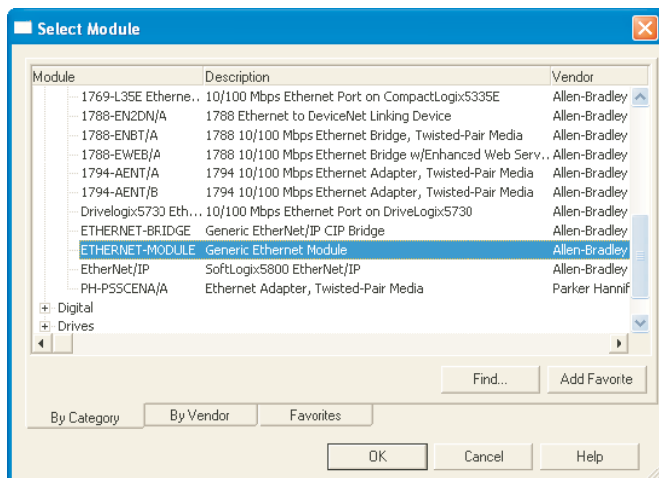 Select Module
Module Description Vendor
1769-L35E Etherne... 10/100 Mbps Ethernet Port on CompactLogix5335E Allen-Bradley
1788-EN2DN/A 1788 Ethernet to DeviceNet Linking Device Allen-Bradley
1788-ENBT/A 1788 10/100 Mbps Ethernet Bridge, Twisted-Pair Media Allen-Bradley
1788-EWEB/A 1788 10/100 Mbps Ethernet Bridge w/Enhanced Web Serv... Allen-Bradley
1794-AENT/A 1794 10/100 Mbps Ethernet Adapter, Twisted-Pair Media Allen-Bradley
1794-AENT/B 1794 10/100 Mbps Ethernet Adapter, Twisted-Pair Media Allen-Bradley
Drivelogix5730 Eth... 10/100 Mbps Ethernet Port on DriveLogix5730 Allen-Bradley
ETHERNET-BRIDGE Generic EtherNet/IP CIP Bridge Allen-Bradley
ETHERNET-MODULE Generic Ethernet Module Allen-Bradley
EtherNet/IP SoftLogix5800 EtherNet/IP Allen-Bradley
PH-PSSCENA/A Ethernet Adapter, Twisted-Pair Media Parker Hannif
Digital
Drives
Find... Add Favorite
By Category By Vendor Favorites
OK Cancel Help